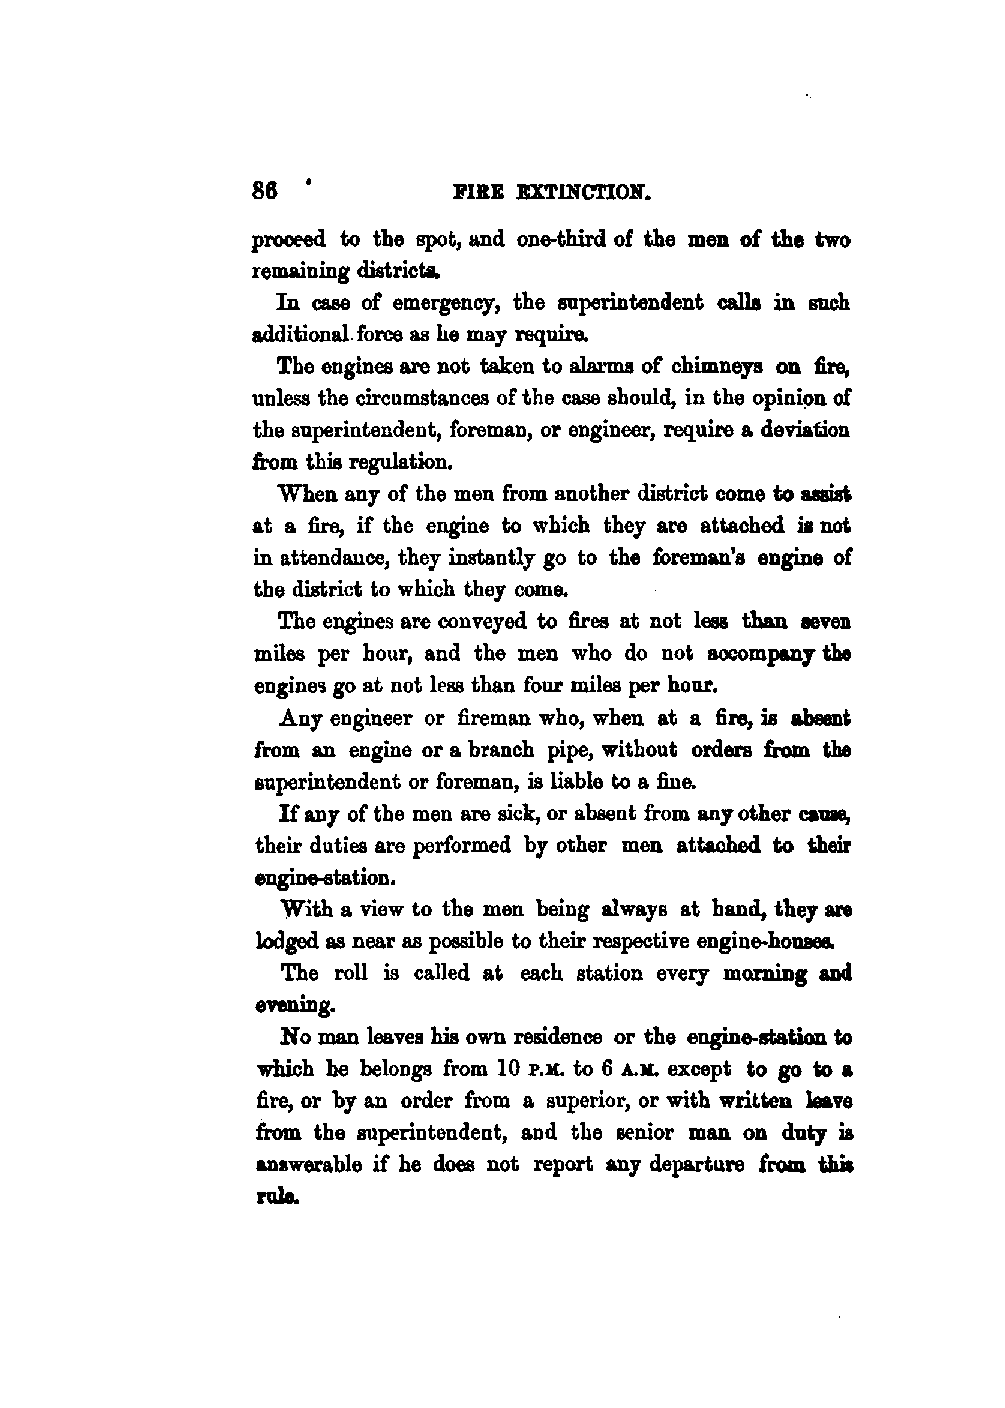 86 FIRE EXTINCTION.
proceed to the spot, and one-third of the men of the two
remaining districts.
In case of emergency, the superintendent calls in such
additional force as he may require.
The engines are not taken to alarms of chimneys on fire,
unless the circumstances of the case should, in the opinion of
the superintendent, foreman, or engineer, require a deviation
from this regulation.
When any of the men from another district come to assist
at a fire, if the engine to which they are attached is not
in attendance, they instantly go to the foreman's engine of
the district to which they come.
The engines are conveyed to fires at not less than seven
miles per hour, and the men who do not accompany the
engines go at not less than four miles per hour.
Any engineer or fireman who, when at a fire, is absent
from an engine or a branch pipe, without orders from the
superintendent or foreman, is liable to a fine.
If any of the men are sick, or absent from any other cause,
their duties are performed by other men attached to their
engine-station.
With a view to the men being always at hand, they are
lodged as near as possible to their respective engine-houses.
The roll is called at each station every morning and
evening.
No man leaves his own residence or the engine-station to
which he belongs from 10 P.M. to 6 A.M. except to go to a
fire, or by an order from a superior, or with written leave
from the superintendent, and the senior man on duty is
answerable if he does not report any departure from this
rule.